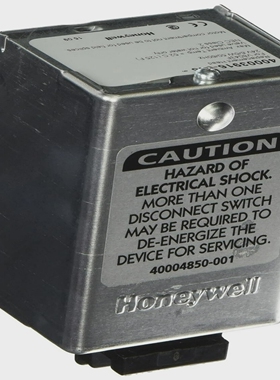 Honeywell
CAUTION
HAZARD OF
ELECTRICAL SHOCK.
MORE THAN ONE
DISCONNECT SWITCH
MAY BE REQUIRED TO
DE-ENERGIZE THE
DEVICE FOR SERVICING.
40004850-001
Honeywell